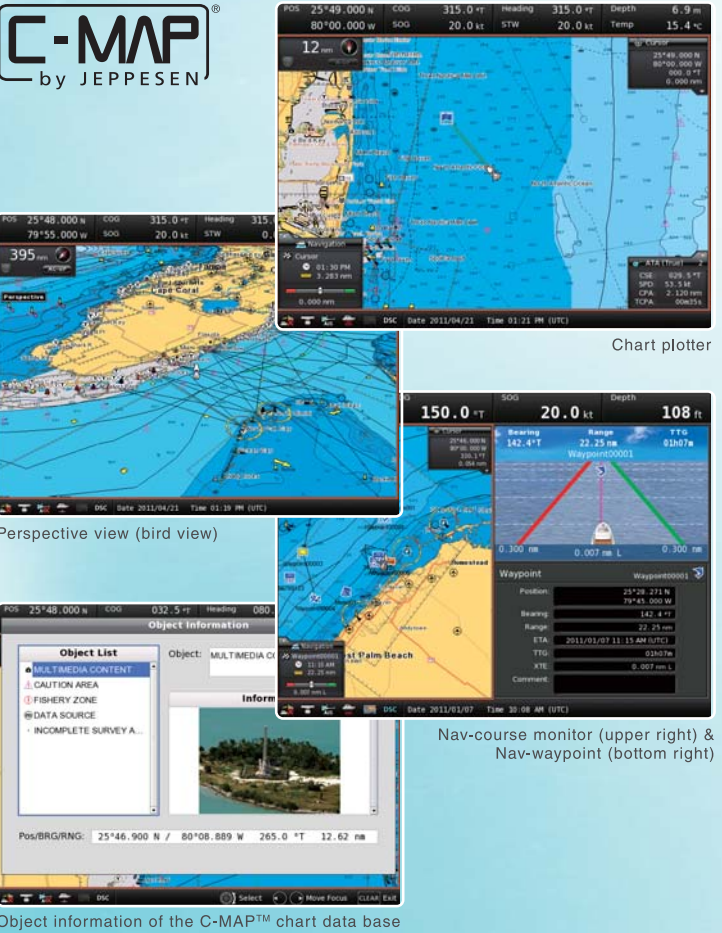 C-MAP®
by JEPPESEN
POS 25°49.000 N COG 315.0 °T Heading 315.0 °T Depth 6.9 m
80°00.000 W SOG 20.0 kt STW 20.0 kt Temp 15.4 °C
12 nm
Cursor
25°49.000 N
80°00.000 W
000.0 °T
0.000 nm
North Atlantic Ocean
Navigation
Cursor
01:30 PM
3.283 nm
0.000 nm
ATA (True) 2
CSE: 029.5°T
SPD: 53.5 kt
CPA: 2.120 nm
TCPA: 00m35s
DSC Date 2011/04/21 Time 01:21 PM (UTC)
Chart plotter
POS 25°48.000 N COG 315.0 °T Heading 315.
79°55.000 W SOG 20.0 kt STW 0.
395 nm
Perspective
Cape Coral
DSC Date 2011/04/21 Time 01:19 PM (UTC)
Perspective view (bird view)
G SOG Depth
150.0 °T 20.0 kt 108 ft
Cursor
Bearing Range TTG
142.4°T 22.25 nm 01h07m
Waypoint00001
0.300 nm 0.007 nm L 0.300 nm
Homestead
st Palm Beach
Waypoint Waypoint00001
Position: 25°28.271 N
79°45.000 W
Bearing: 142.4 °T
Range: 22.25 nm
ETA: 2011/01/07 11:15 AM (UTC)
TTG: 01h07m
XTE: 0.007 nm L
Comment:
Navigation
Waypoint00001
11:15 AM
22.25 nm
0.007 nm L
DSC Date 2011/01/07 Time 10:08 AM (UTC)
Nav-course monitor (upper right) &
Nav-waypoint (bottom right)
POS 25°48.000 N COG 032.5 °T Heading 080.
Object Information
Object List
MULTIMEDIA CONTENT
CAUTION AREA
FISHERY ZONE
DATA SOURCE
INCOMPLETE SURVEY A...
Object: MULTIMEDIA CO
Inform
Pos/BRG/RNG: 25°46.900 N / 80°08.889 W 265.0 °T 12.62 nm
DSC Select Move Focus CLEAR Exit
Object information of the C-MAP™ chart data base